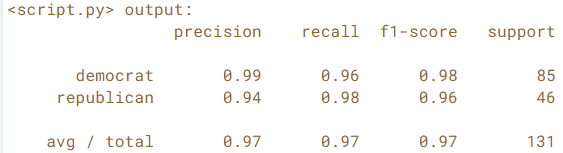 <script.py> output:
precision recall f1-score support
democrat 0.99 0.96 0.98 85
republican 0.94 0.98 0.96 46
avg / total 0.97 0.97 0.97 131